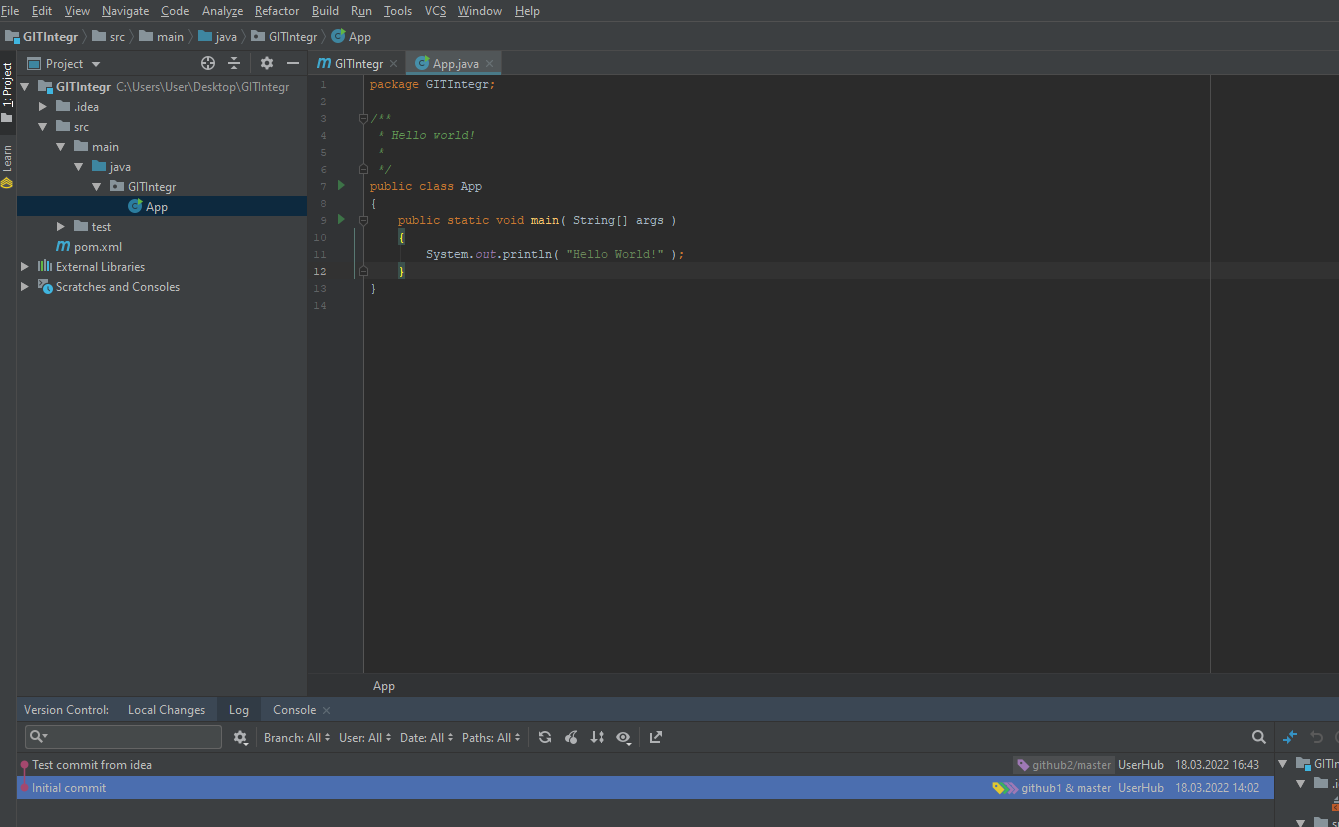 File Edit View Navigate Code Analyze Refactor Build Run Tools VCS Window Help
GITIntegr src main java GITIntegr App
1: Project
Learn
Project
GITIntegr C:\Users\User\Desktop\GITIntegr
.idea
src
main
java
GITIntegr
App
test
pom.xml
External Libraries
Scratches and Consoles
GITIntegr App.java
1 package GITIntegr;
2
3 /**
4 * Hello world!
5 *
6 */
7 public class App
8 {
9 public static void main( String[] args )
10 {
11 System.out.println( "Hello World!" );
12 }
13 }
14
App
Version Control: Local Changes Log Console
Branch: All User: All Date: All Paths: All
Test commit from idea github2/master UserHub 18.03.2022 16:43
Initial commit github1 & master UserHub 18.03.2022 14:02
GITIn
.i
s